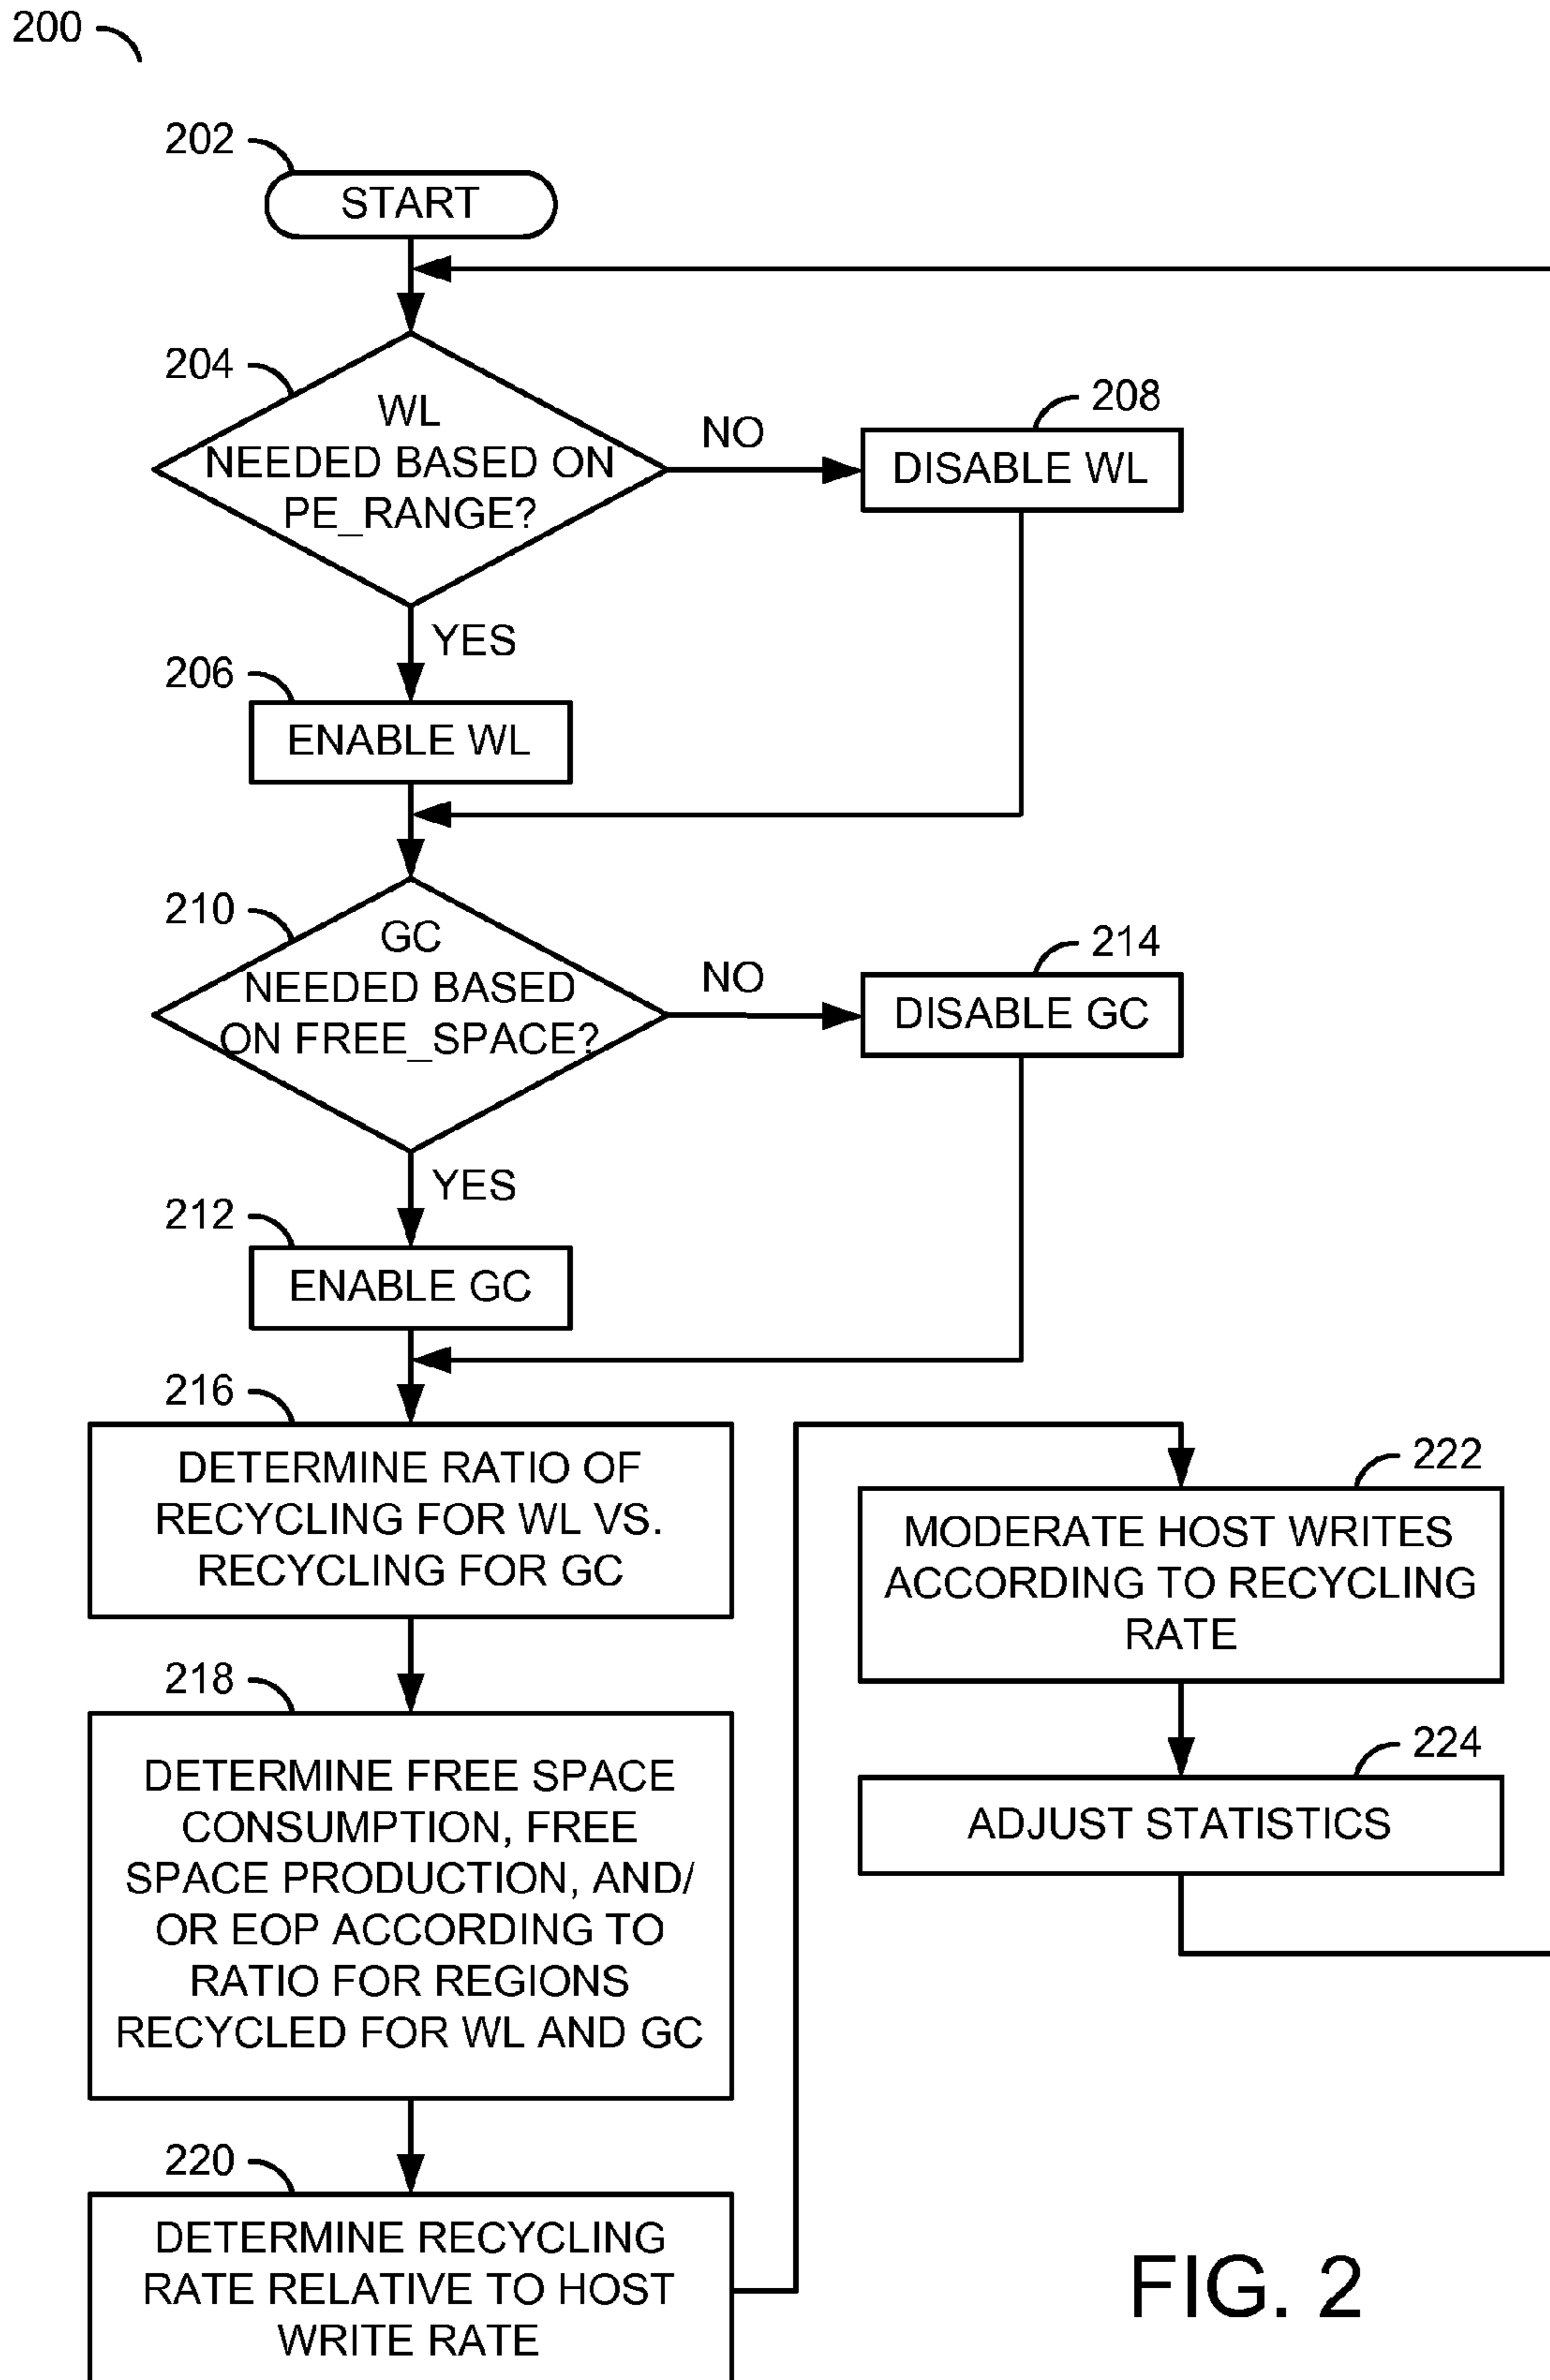 200
202
START
204
WL
NEEDED BASED ON
PE_RANGE?
NO
208
DISABLE WL
YES
206
ENABLE WL
210
GC
NEEDED BASED
ON FREE_SPACE?
NO
214
DISABLE GC
YES
212
ENABLE GC
216
DETERMINE RATIO OF
RECYCLING FOR WL VS.
RECYCLING FOR GC
218
DETERMINE FREE SPACE
CONSUMPTION, FREE
SPACE PRODUCTION, AND/
OR EOP ACCORDING TO
RATIO FOR REGIONS
RECYCLED FOR WL AND GC
220
DETERMINE RECYCLING
RATE RELATIVE TO HOST
WRITE RATE
222
MODERATE HOST WRITES
ACCORDING TO RECYCLING
RATE
224
ADJUST STATISTICS
FIG. 2